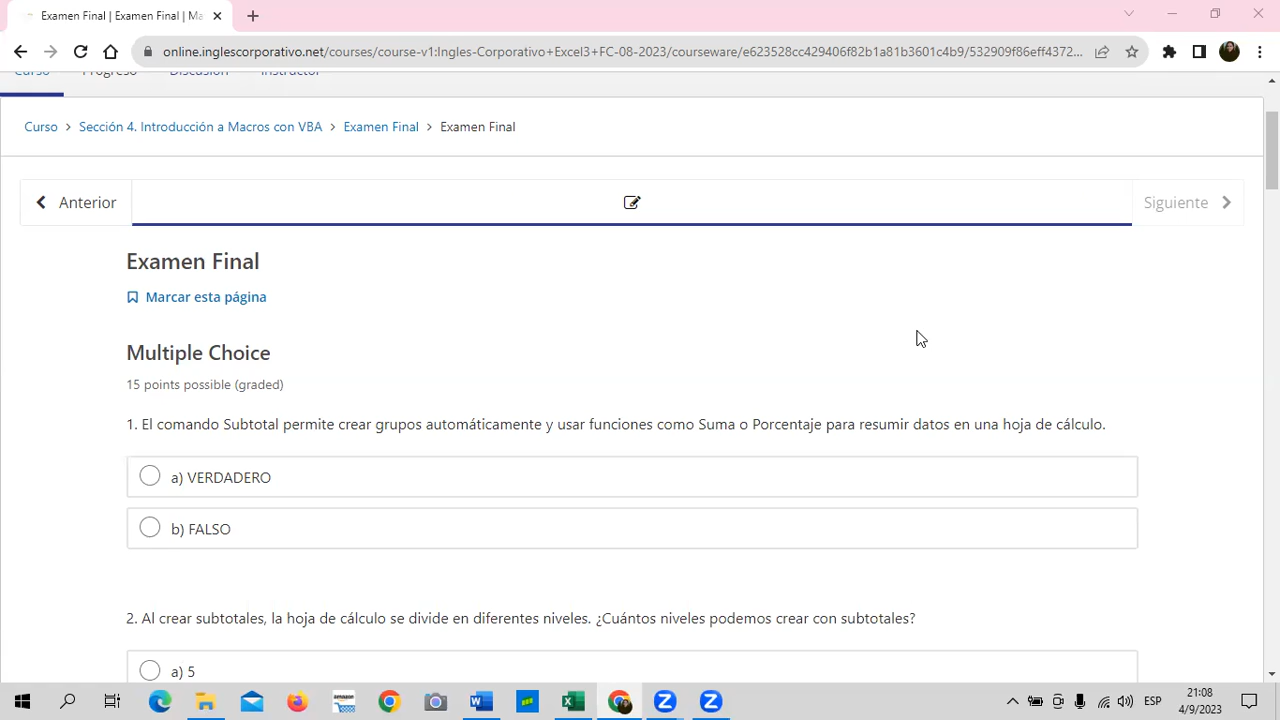 Examen Final | Examen Final | Ma
online.inglescorporativo.net/courses/course-v1:Ingles-Corporativo+Excel3+FC-08-2023/courseware/e623528cc429406f82b1a81b3601c4b9/532909f86eff4372...
Curso Progreso Discusión Instructor
Curso > Sección 4. Introducción a Macros con VBA > Examen Final > Examen Final
Anterior
Siguiente
Examen Final
Marcar esta página
Multiple Choice
15 points possible (graded)
1. El comando Subtotal permite crear grupos automáticamente y usar funciones como Suma o Porcentaje para resumir datos en una hoja de cálculo.
a) VERDADERO
b) FALSO
2. Al crear subtotales, la hoja de cálculo se divide en diferentes niveles. ¿Cuántos niveles podemos crear con subtotales?
a) 5
amazon
ESP
21:08
4/9/2023